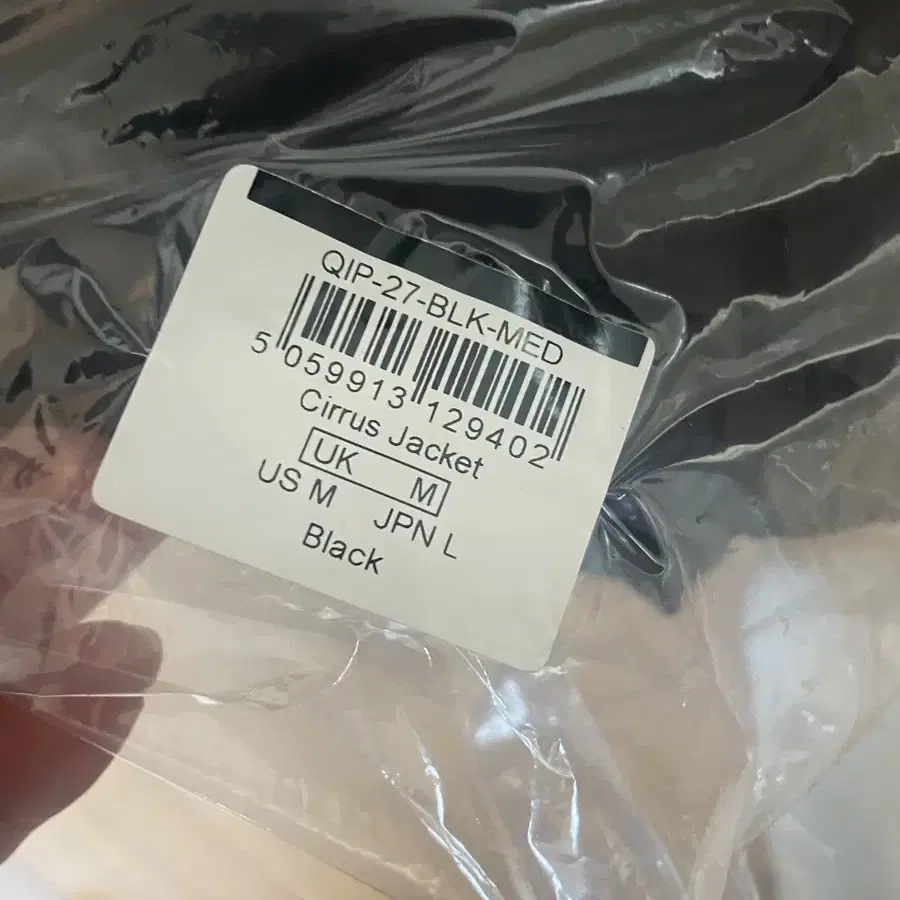 QIP-27-BLK-MED
5 059913 129402
Cirrus Jacket
UK M
US M JPN L
Black